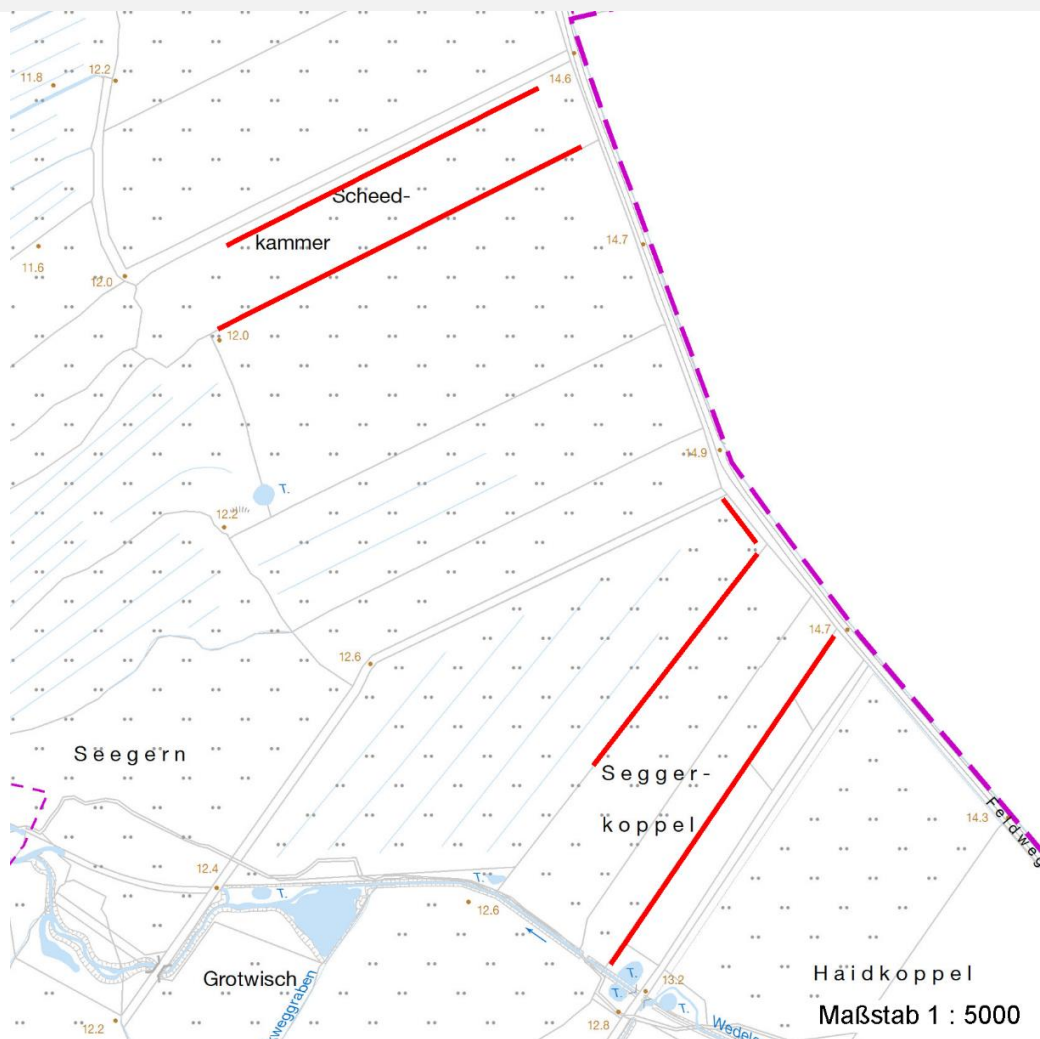 12.2
11.8
14.6
Scheed-
kammer
14.7
11.6
12.0
12.0
14.9
T.
12.2
14.7
12.6
Seegern
Segger-
koppel
14.3
Feldweg
12.4
T.
T.
12.6
Grotwisch
T.
13.2
Haidkoppel
T.
T.
Maßstab 1 : 5000
12.2
weggraben
12.8